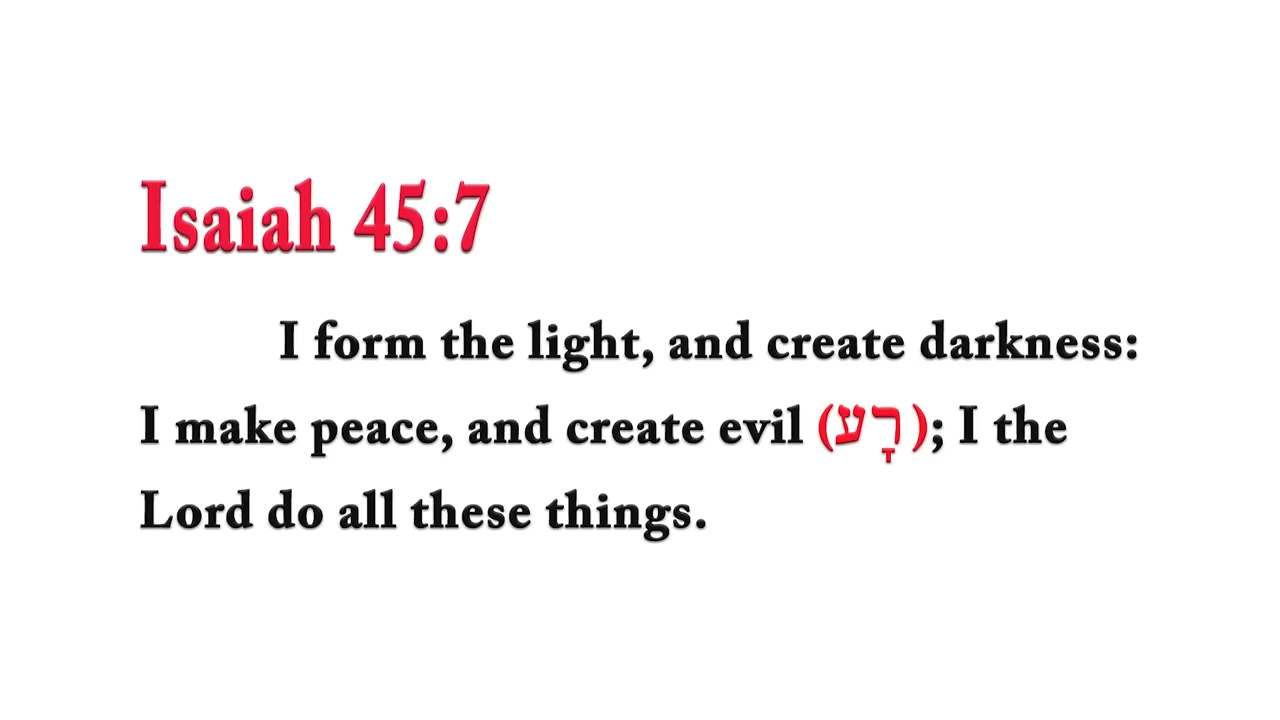 Isaiah 45:7
I form the light, and create darkness:
I make peace, and create evil (רָע); I the
Lord do all these things.